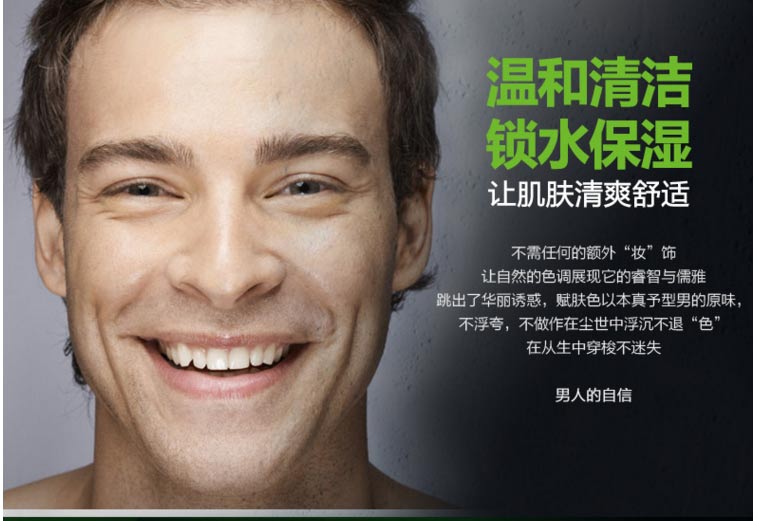 温和清洁
锁水保湿
让肌肤清爽舒适
不需任何的额外“妆”饰
让自然的色调展现它的睿智与儒雅
跳出了华丽诱惑，赋肤色以本真予型男的原味，
不浮夸，不做作在尘世中浮沉不退“色”
在从生中穿梭不迷失
男人的自信